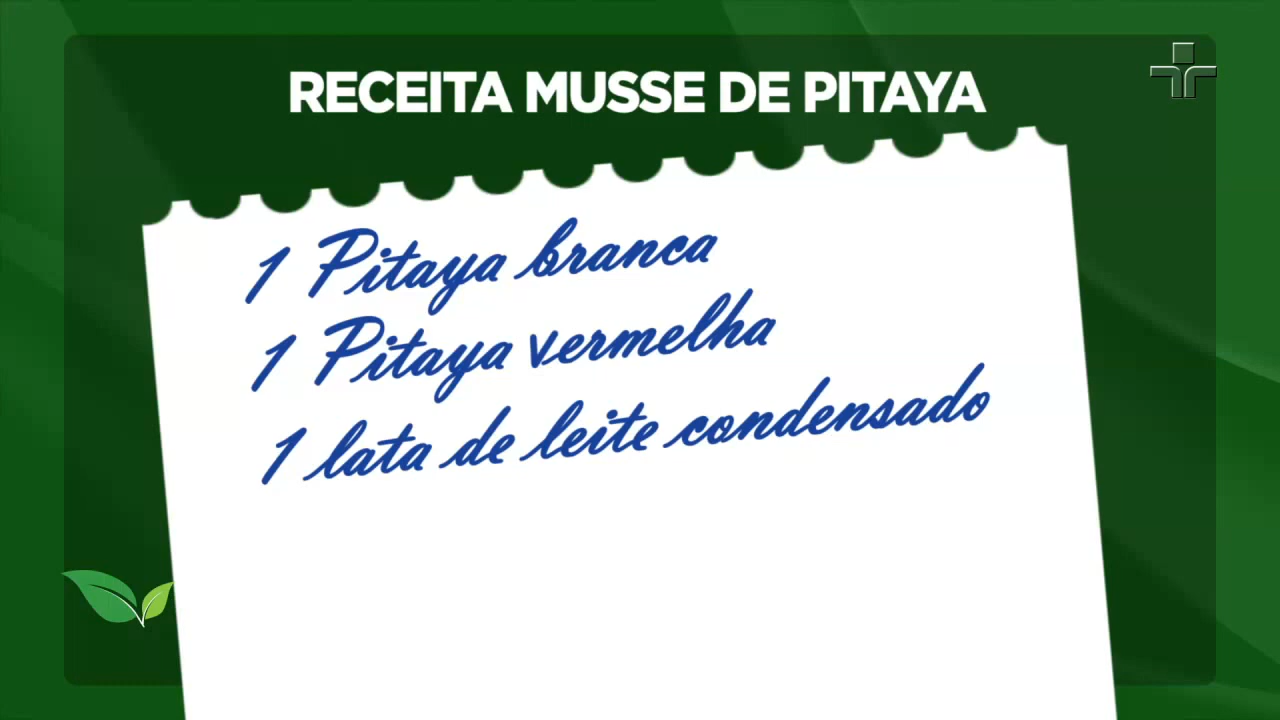 RECEITA MUSSE DE PITAYA
1 Pitaya branca
1 Pitaya vermelha
1 lata de leite condensado